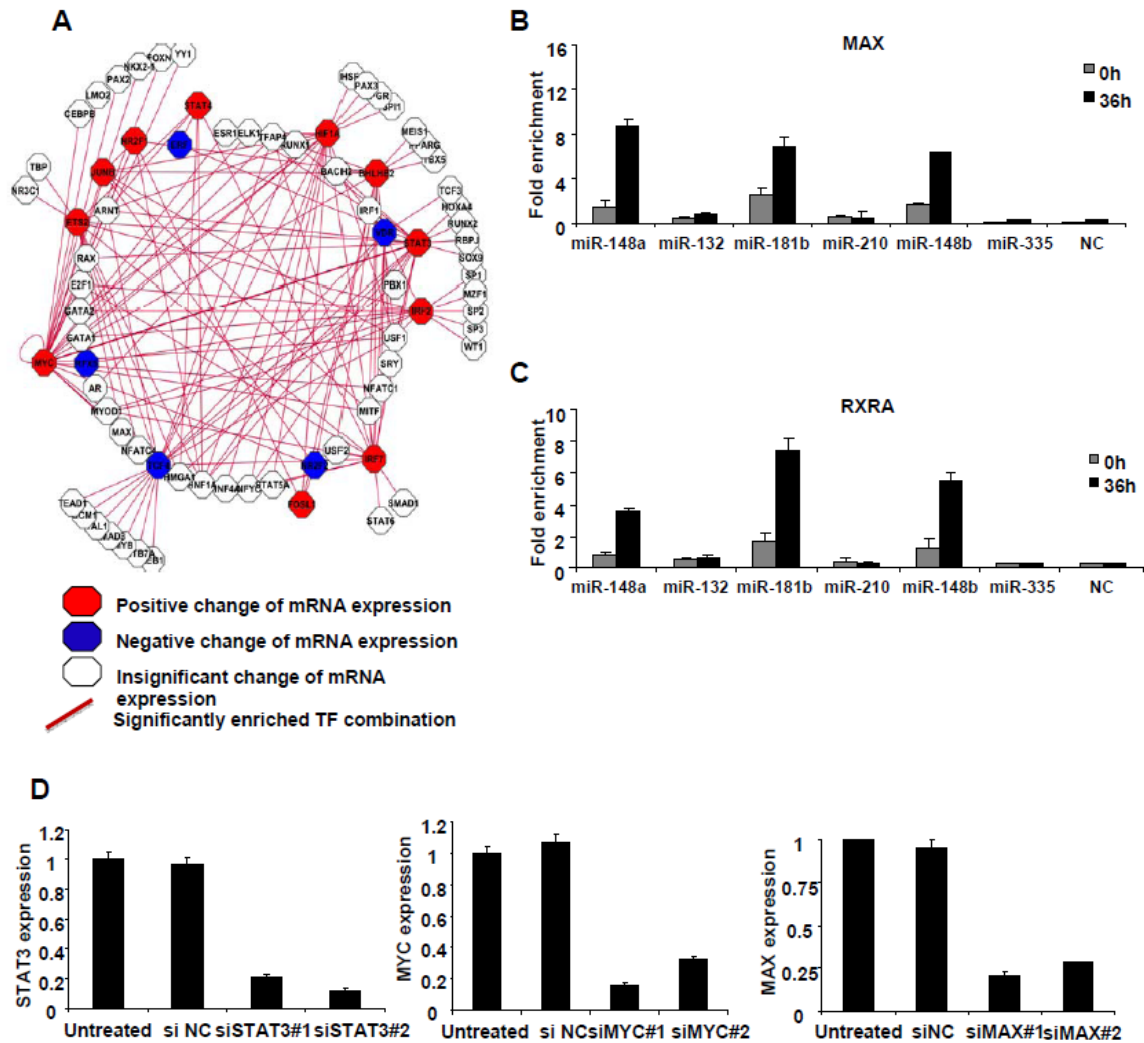 A
YY1
FOXN
NKX2-5
PAX2
LMO2
CEBPB
STAT4
NR2F1
JUNB
TBP
NR3C1
ETS2
ARNT
RAX
E2F1
GATA2
GATA1
MYC
AR
MYOD1
MAX
NFATC4
TCF4
HMGA1
HNF1A
HNF4A
NFYC
STAT5A
FOSL1
NR2F2
USF2
IRF7
SMAD1
STAT6
TEAD1
ESR1
ELK1
TFAP4
RUNX1
HIF1A
PAX3
BACH2
BHLHB2
MEIS1
PPARG
TBX5
IRF1
TCF3
HOXA4
RUNX2
RBPJ
SOX9
STAT3
SP1
MZF1
SP2
SP3
WT1
PBX1
IRF2
USF1
SRY
NFATC1
MITF
Positive change of mRNA expression
Negative change of mRNA expression
Insignificant change of mRNA
expression
Significantly enriched TF combination
B
MAX
Fold enrichment
16
12
8
4
0
0h
36h
miR-148a miR-132 miR-181b miR-210 miR-148b miR-335 NC
C
RXRA
Fold enrichment
10
8
6
4
2
0
0h
36h
miR-148a miR-132 miR-181b miR-210 miR-148b miR-335 NC
D
STAT3 expression
1.2
1
0.8
0.6
0.4
0.2
0
Untreated si NC siSTAT3#1 siSTAT3#2
MYC expression
1.2
1
0.8
0.6
0.4
0.2
0
Untreated si NC siMYC#1 siMYC#2
MAX expression
1
0.75
0.5
0.25
0
Untreated siNC siMAX#1 siMAX#2